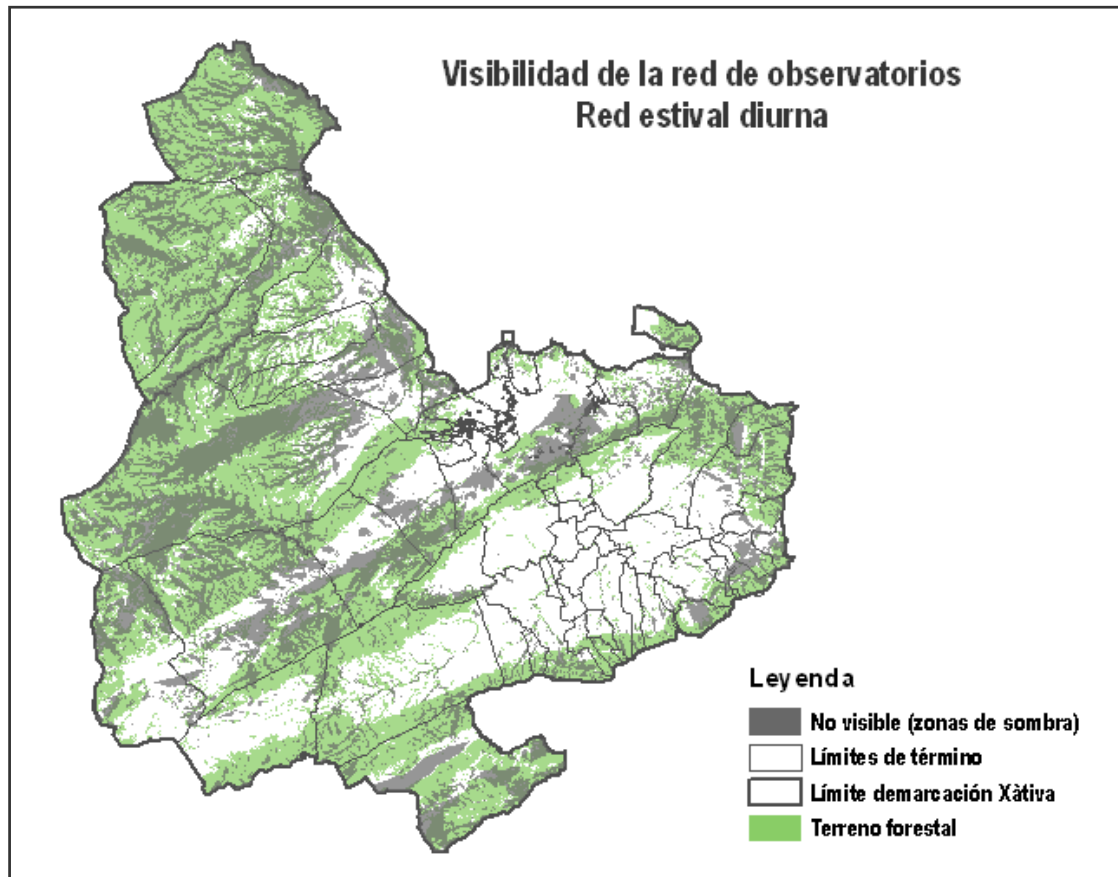 Visibilidad de la red de observatorios
Red estival diurna
Leyenda
No visible (zonas de sombra)
Límites de término
Límite demarcación Xàtiva
Terreno forestal